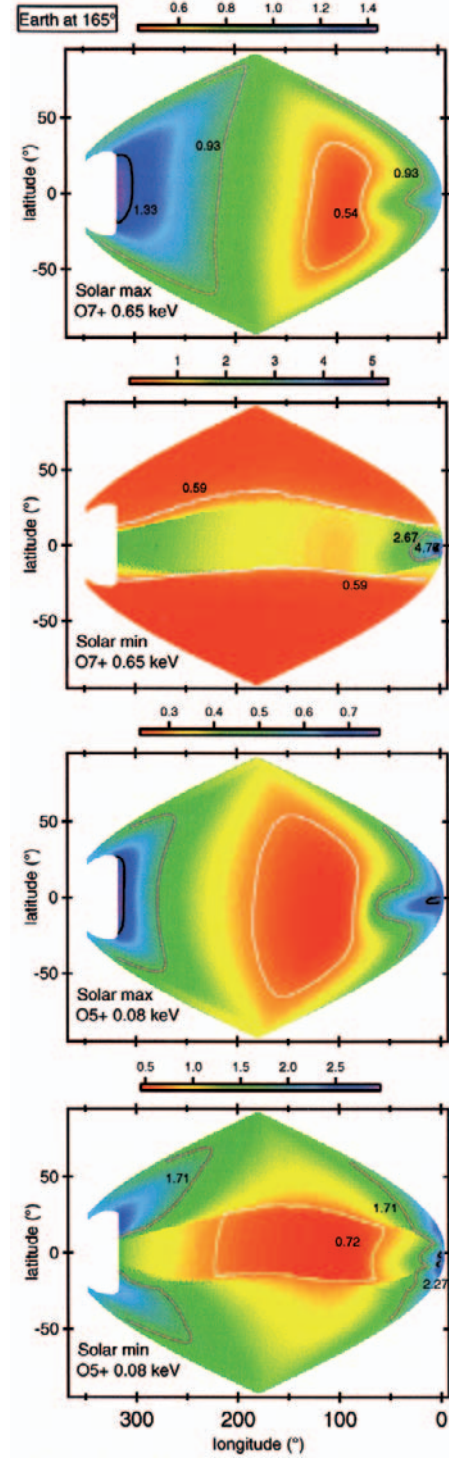 Earth at 165°
0.6 0.8 1.0 1.2 1.4
latitude (°)
50
0
-50
0.93
0.93
1.33
0.54
Solar max
O7+ 0.65 keV
1 2 3 4 5
latitude (°)
50
0
-50
0.59
2.67
4.77
0.59
Solar min
O7+ 0.65 keV
0.3 0.4 0.5 0.6 0.7
latitude (°)
50
0
-50
Solar max
O5+ 0.08 keV
0.5 1.0 1.5 2.0 2.5
latitude (°)
50
0
-50
1.71
1.71
0.72
2.27
Solar min
O5+ 0.08 keV
300 200 100 0
longitude (°)